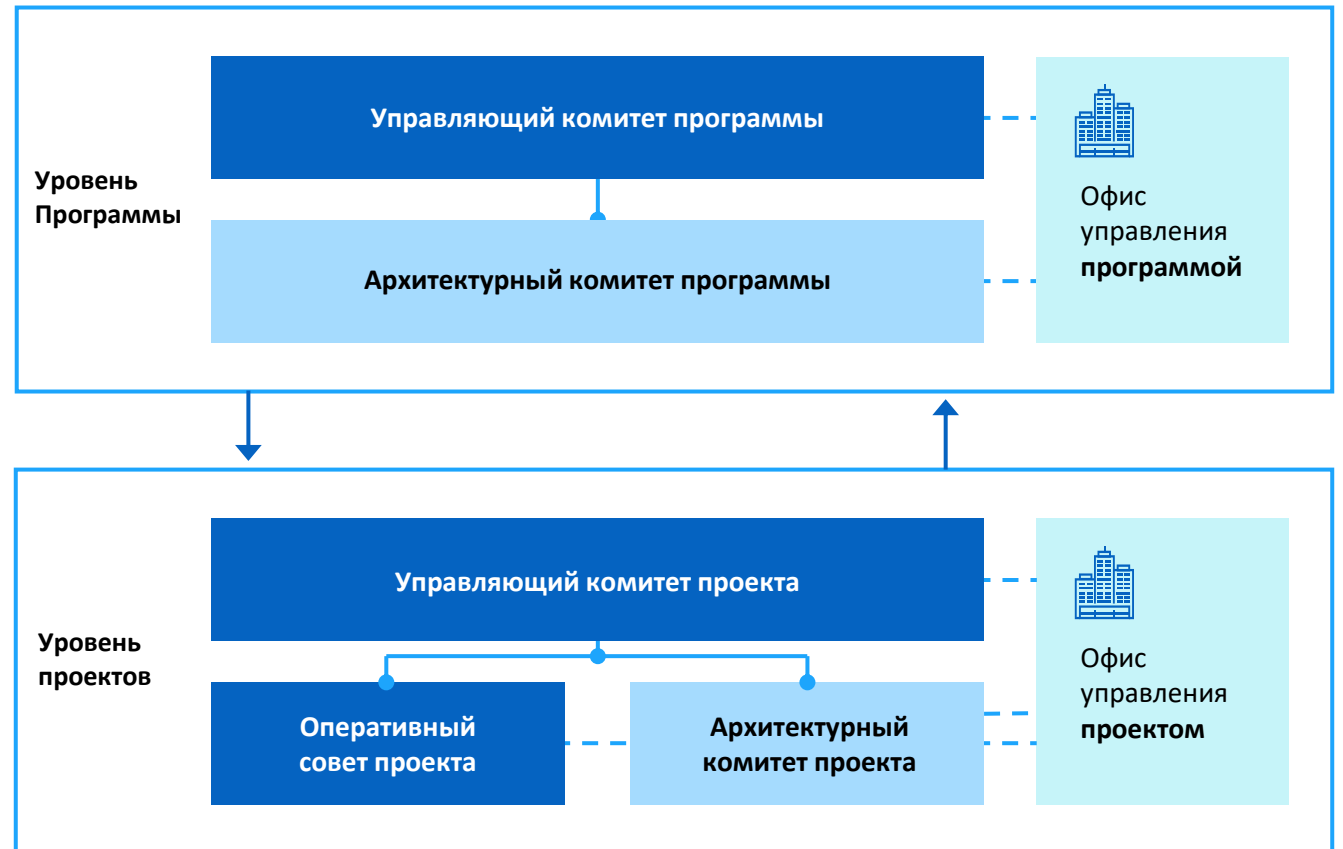 Уровень
Программы
Управляющий комитет программы
Архитектурный комитет программы
Офис
управления
программой
Уровень
проектов
Управляющий комитет проекта
Оперативный
совет проекта
Архитектурный
комитет проекта
Офис
управления
проектом